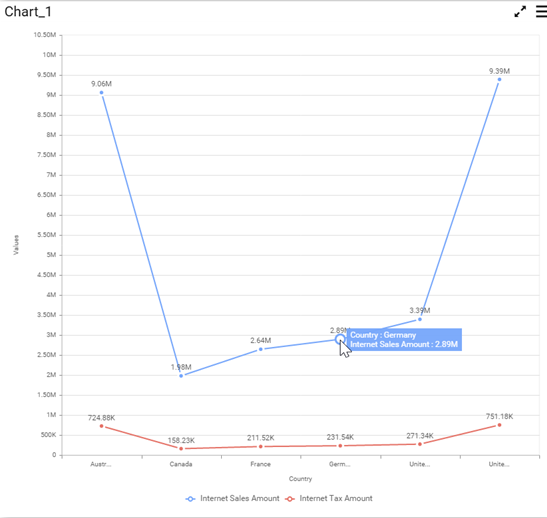 Chart_1
10.50M
10M
9.50M
9M
8.50M
8M
7.50M
7M
6.50M
6M
5.50M
5M
4.50M
4M
3.50M
3M
2.50M
2M
1.50M
1M
500K
0
Values
9.06M
1.98M
2.64M
2.89M
3.39M
9.39M
Country : Germany
Internet Sales Amount : 2.89M
724.88K
158.23K
211.52K
231.54K
271.34K
751.18K
Austr...
Canada
France
Germ...
Unite...
Unite...
Country
Internet Sales Amount
Internet Tax Amount